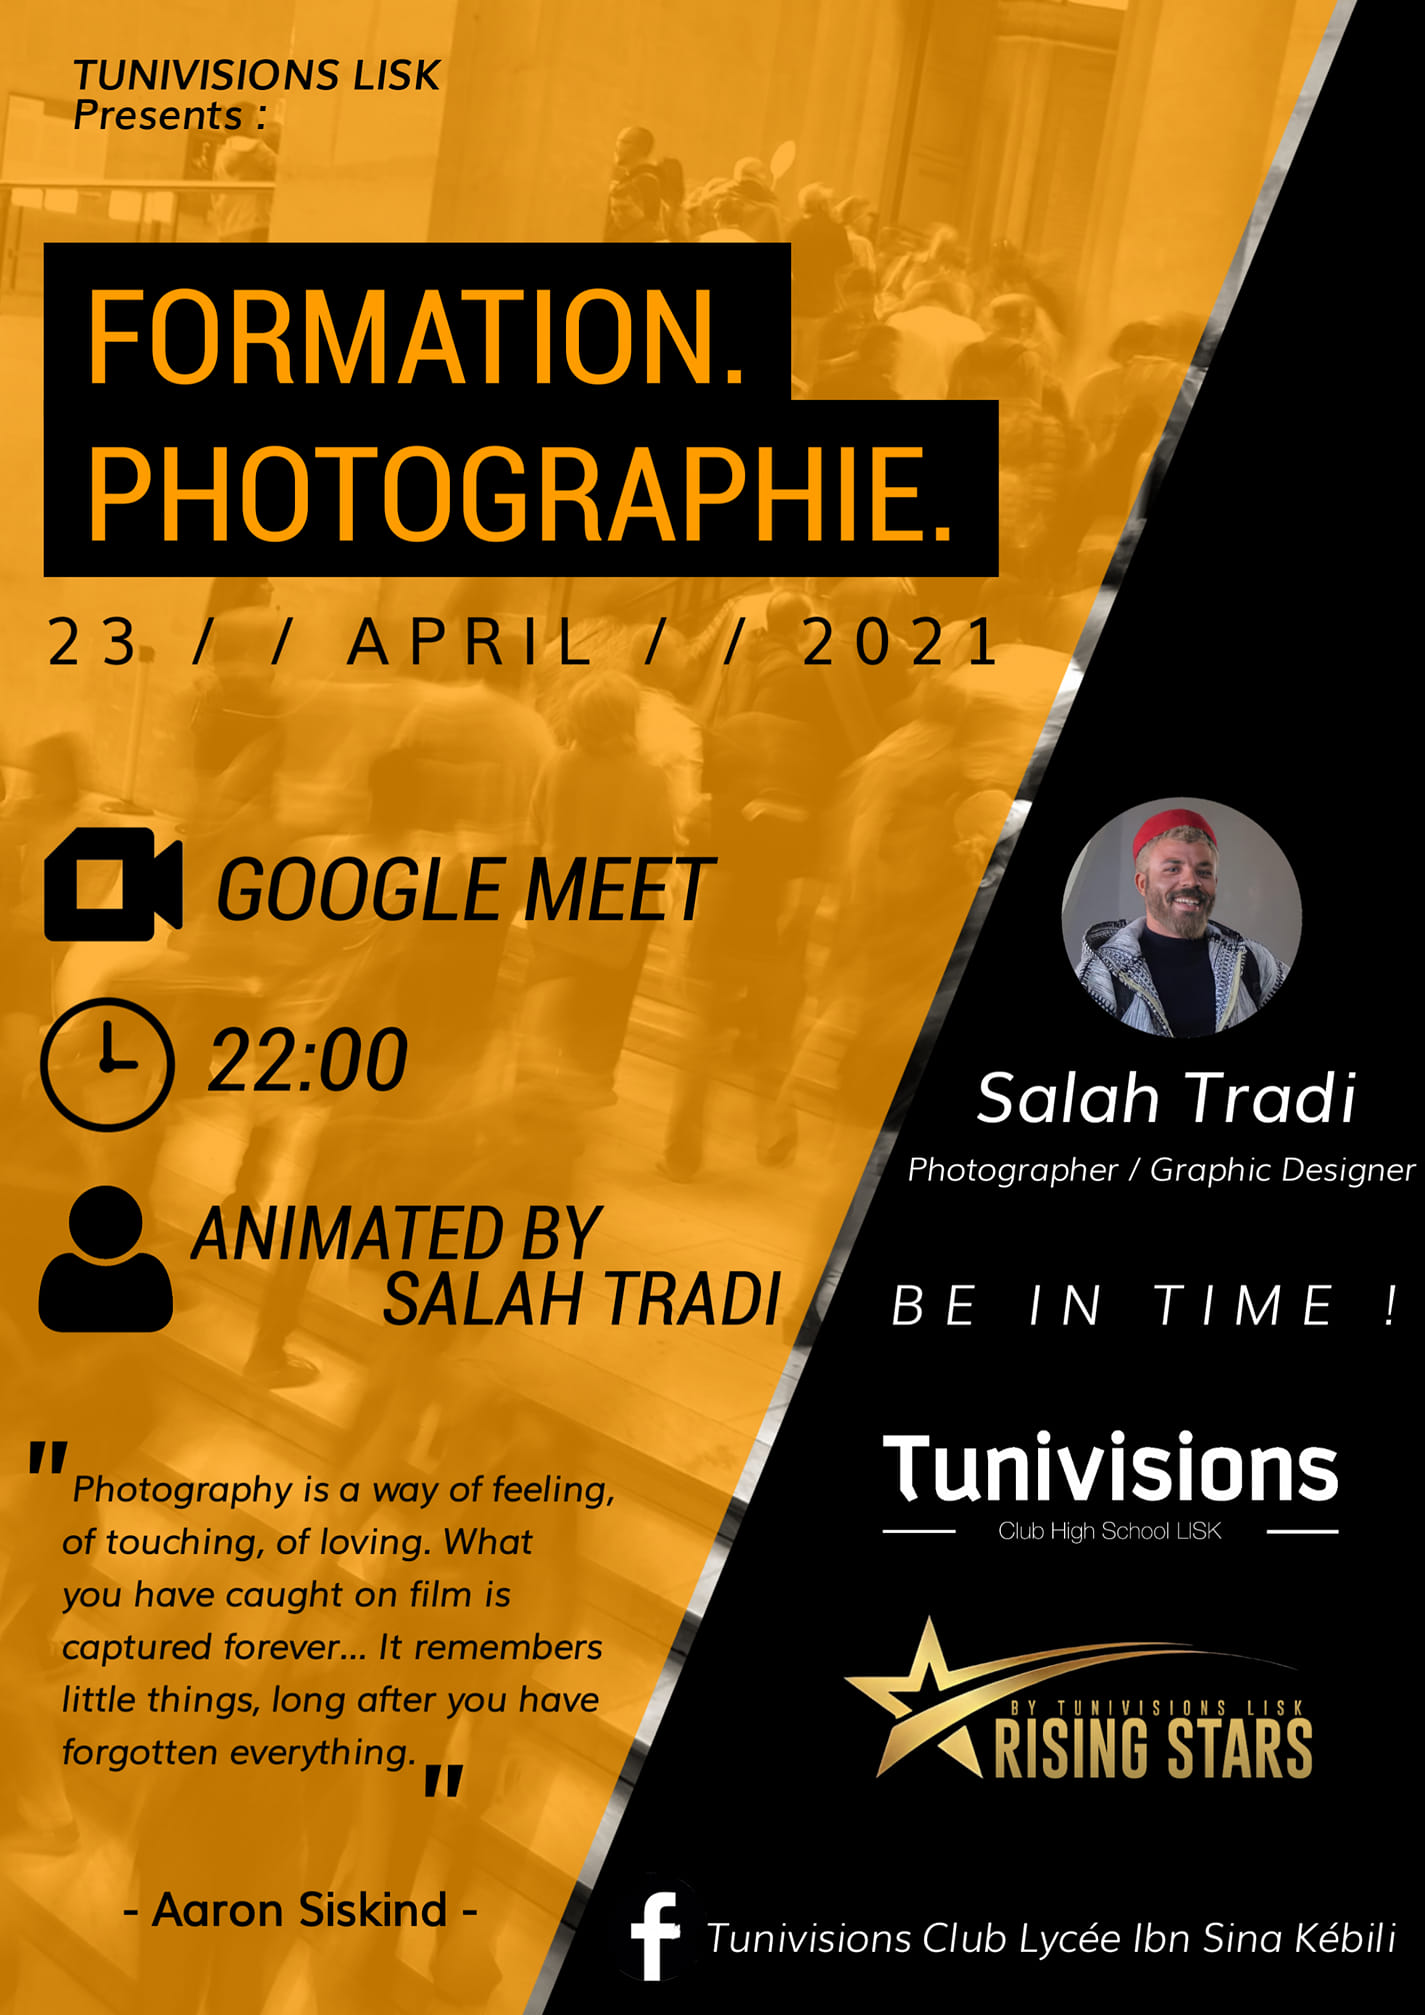 TUNIVISIONS LISK
Presents :
FORMATION.
PHOTOGRAPHIE.
23 // APRIL // 2021
GOOGLE MEET
22:00
ANIMATED BY
SALAH TRADI
Salah Tradi
Photographer / Graphic Designer
BE IN TIME !
"Photography is a way of feeling,
of touching, of loving. What
you have caught on film is
captured forever... It remembers
little things, long after you have
forgotten everything."
- Aaron Siskind -
Tunivisions
Club High School LISK
BY TUNIVISIONS LISK
RISING STARS
f Tunivisions Club Lycée Ibn Sina Kébili